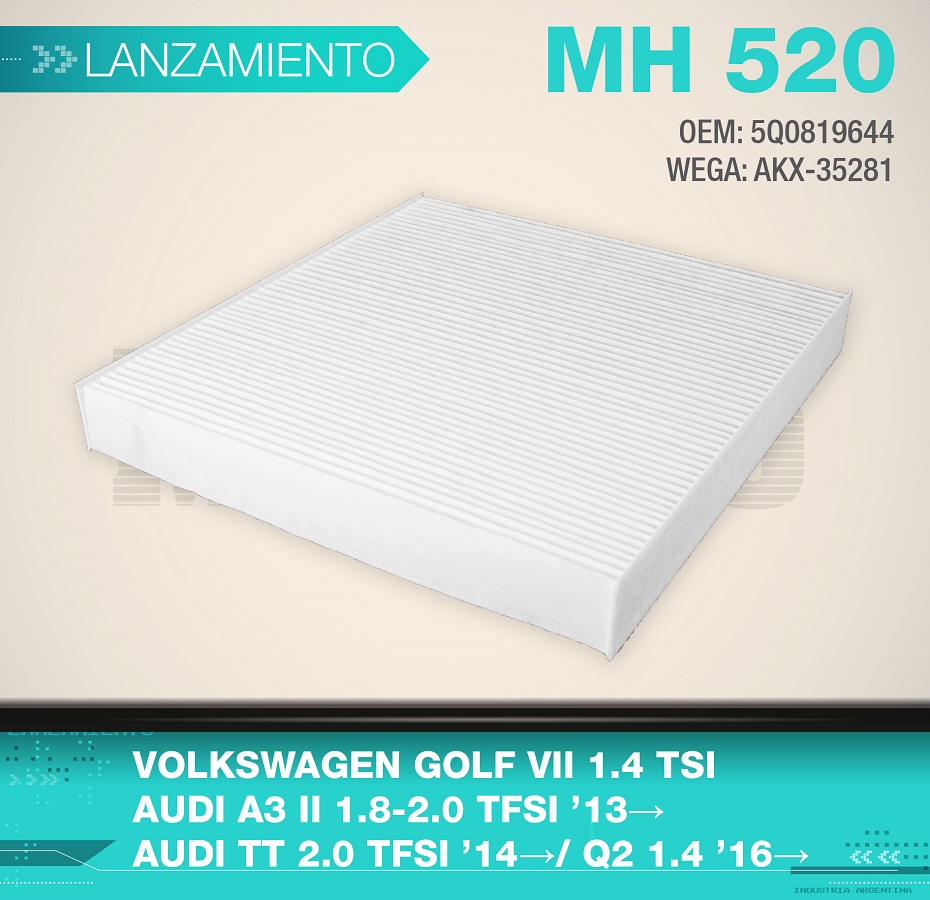 LANZAMIENTO
MH 520
OEM: 5Q0819644
WEGA: AKX-35281
VOLKSWAGEN GOLF VII 1.4 TSI
AUDI A3 II 1.8-2.0 TFSI ’13→
AUDI TT 2.0 TFSI ’14→/ Q2 1.4 ’16→
INDUSTRIA ARGENTINA